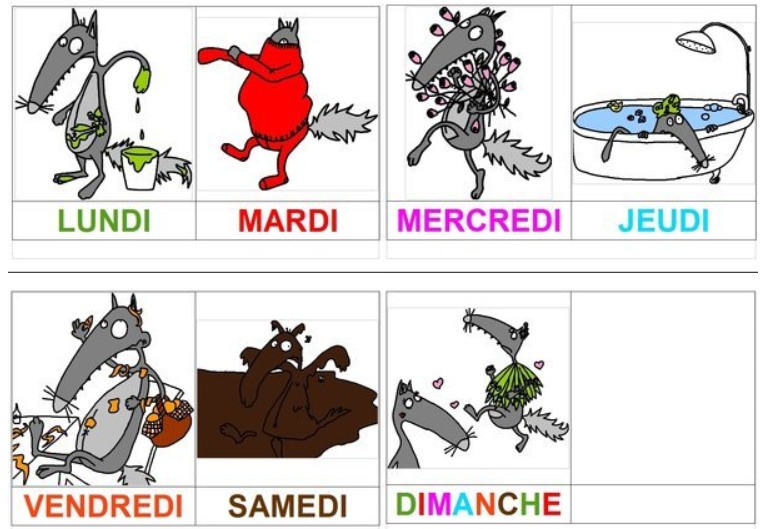 LUNDI
MARDI
MERCREDI
JEUDI
VENDREDI
SAMEDI
DIMANCHE